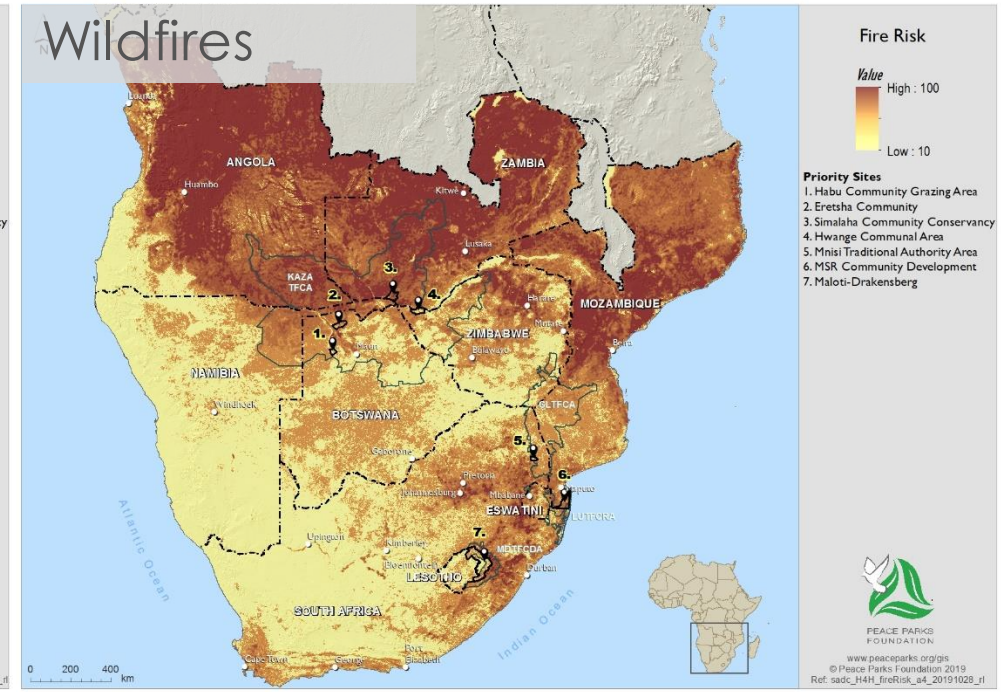 Wildfires
N
Luanda
ANGOLA
Huambo
ZAMBIA
Kitwe
Lusaka
KAZA
TFCA
3.
2.
4.
1.
Harare
MOZAMBIQUE
Mutare
ZIMBABWE
Beira
Bulawayo
Maun
NAMIBIA
Windhoek
BOTSWANA
GLTFCA
Gaborone
5.
Pretoria
Johannesburg
6.
Maputo
Mbabane
ESWATINI
LUTFCRA
Upington
Kimberley
7.
MDTFCDA
Bloemfontein
LESOTHO
Durban
SOUTH AFRICA
Cape Town
George
Port
Elizabeth
Atlantic Ocean
Indian Ocean
0 200 400
km
Fire Risk
Value
High : 100
Low : 10
Priority Sites
1. Habu Community Grazing Area
2. Eretsha Community
3. Simalaha Community Conservancy
4. Hwange Communal Area
5. Mnisi Traditional Authority Area
6. MSR Community Development
7. Maloti-Drakensberg
PEACE PARKS
FOUNDATION
www.peaceparks.org/gis
© Peace Parks Foundation 2019
Ref: sadc_H4H_fireRisk_a4_20191028_rl